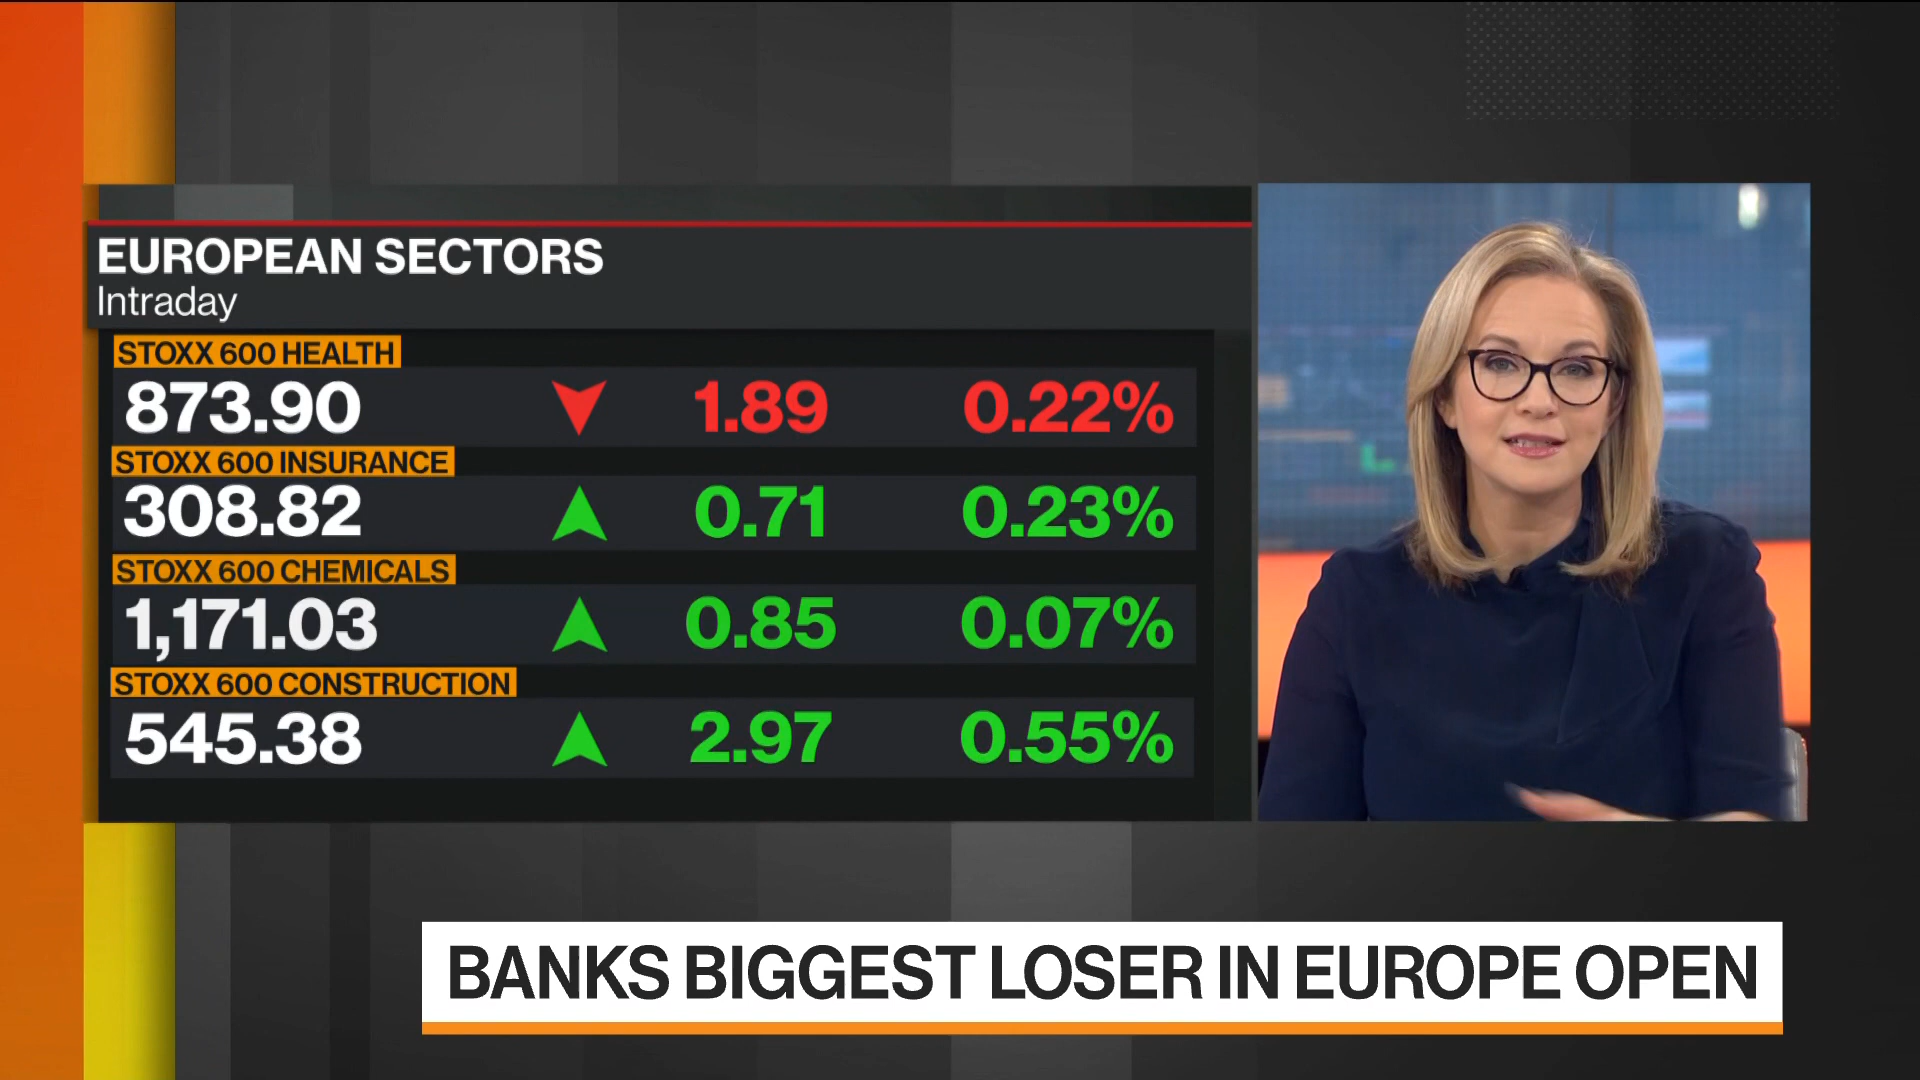 EUROPEAN SECTORS
Intraday
STOXX 600 HEALTH
873.90 1.89 0.22%
STOXX 600 INSURANCE
308.82 0.71 0.23%
STOXX 600 CHEMICALS
1,171.03 0.85 0.07%
STOXX 600 CONSTRUCTION
545.38 2.97 0.55%
BANKS BIGGEST LOSER IN EUROPE OPEN